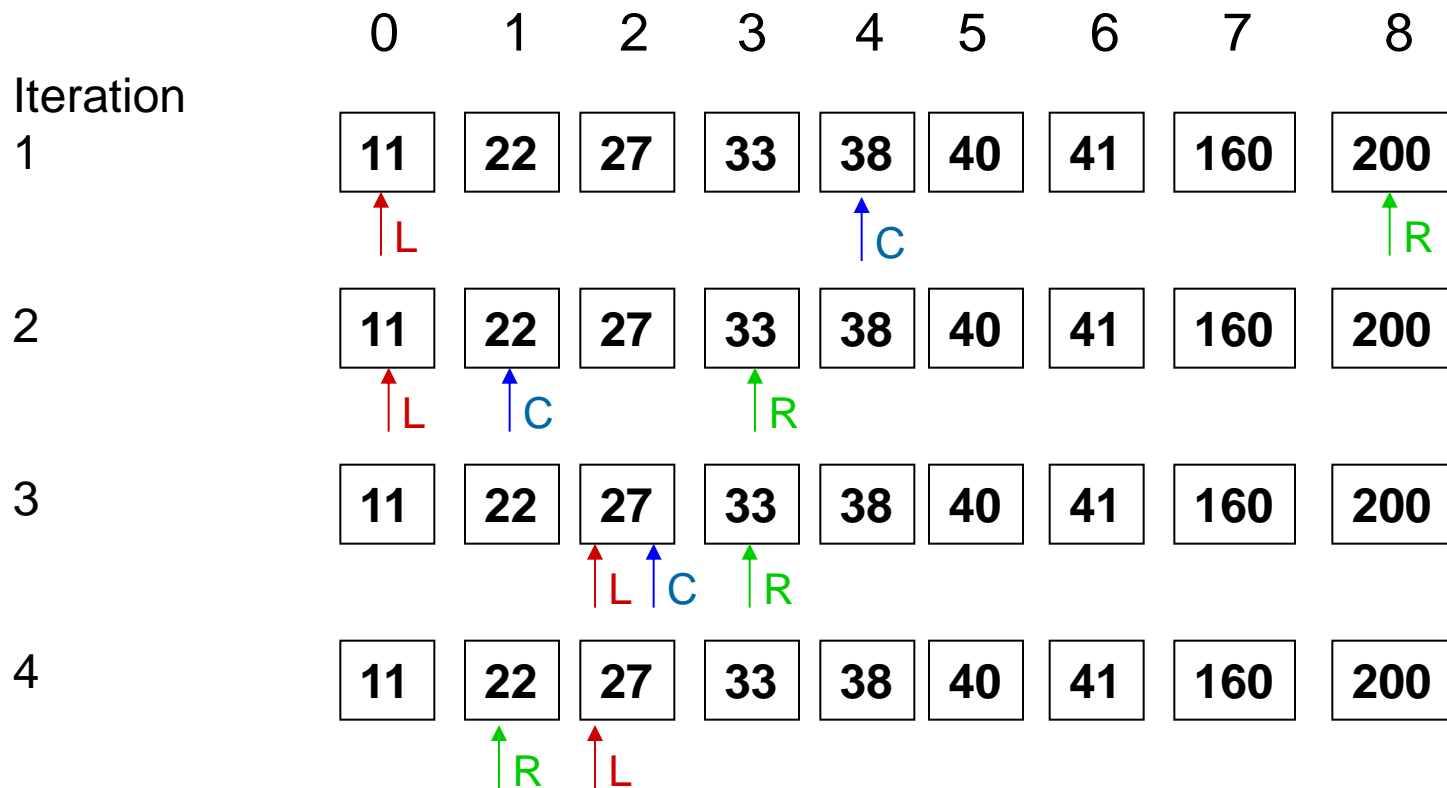 0 1 2 3 4 5 6 7 8
Iteration
1 11 22 27 33 38 40 41 160 200
L C R
2 11 22 27 33 38 40 41 160 200
L C R
3 11 22 27 33 38 40 41 160 200
L C R
4 11 22 27 33 38 40 41 160 200
R L